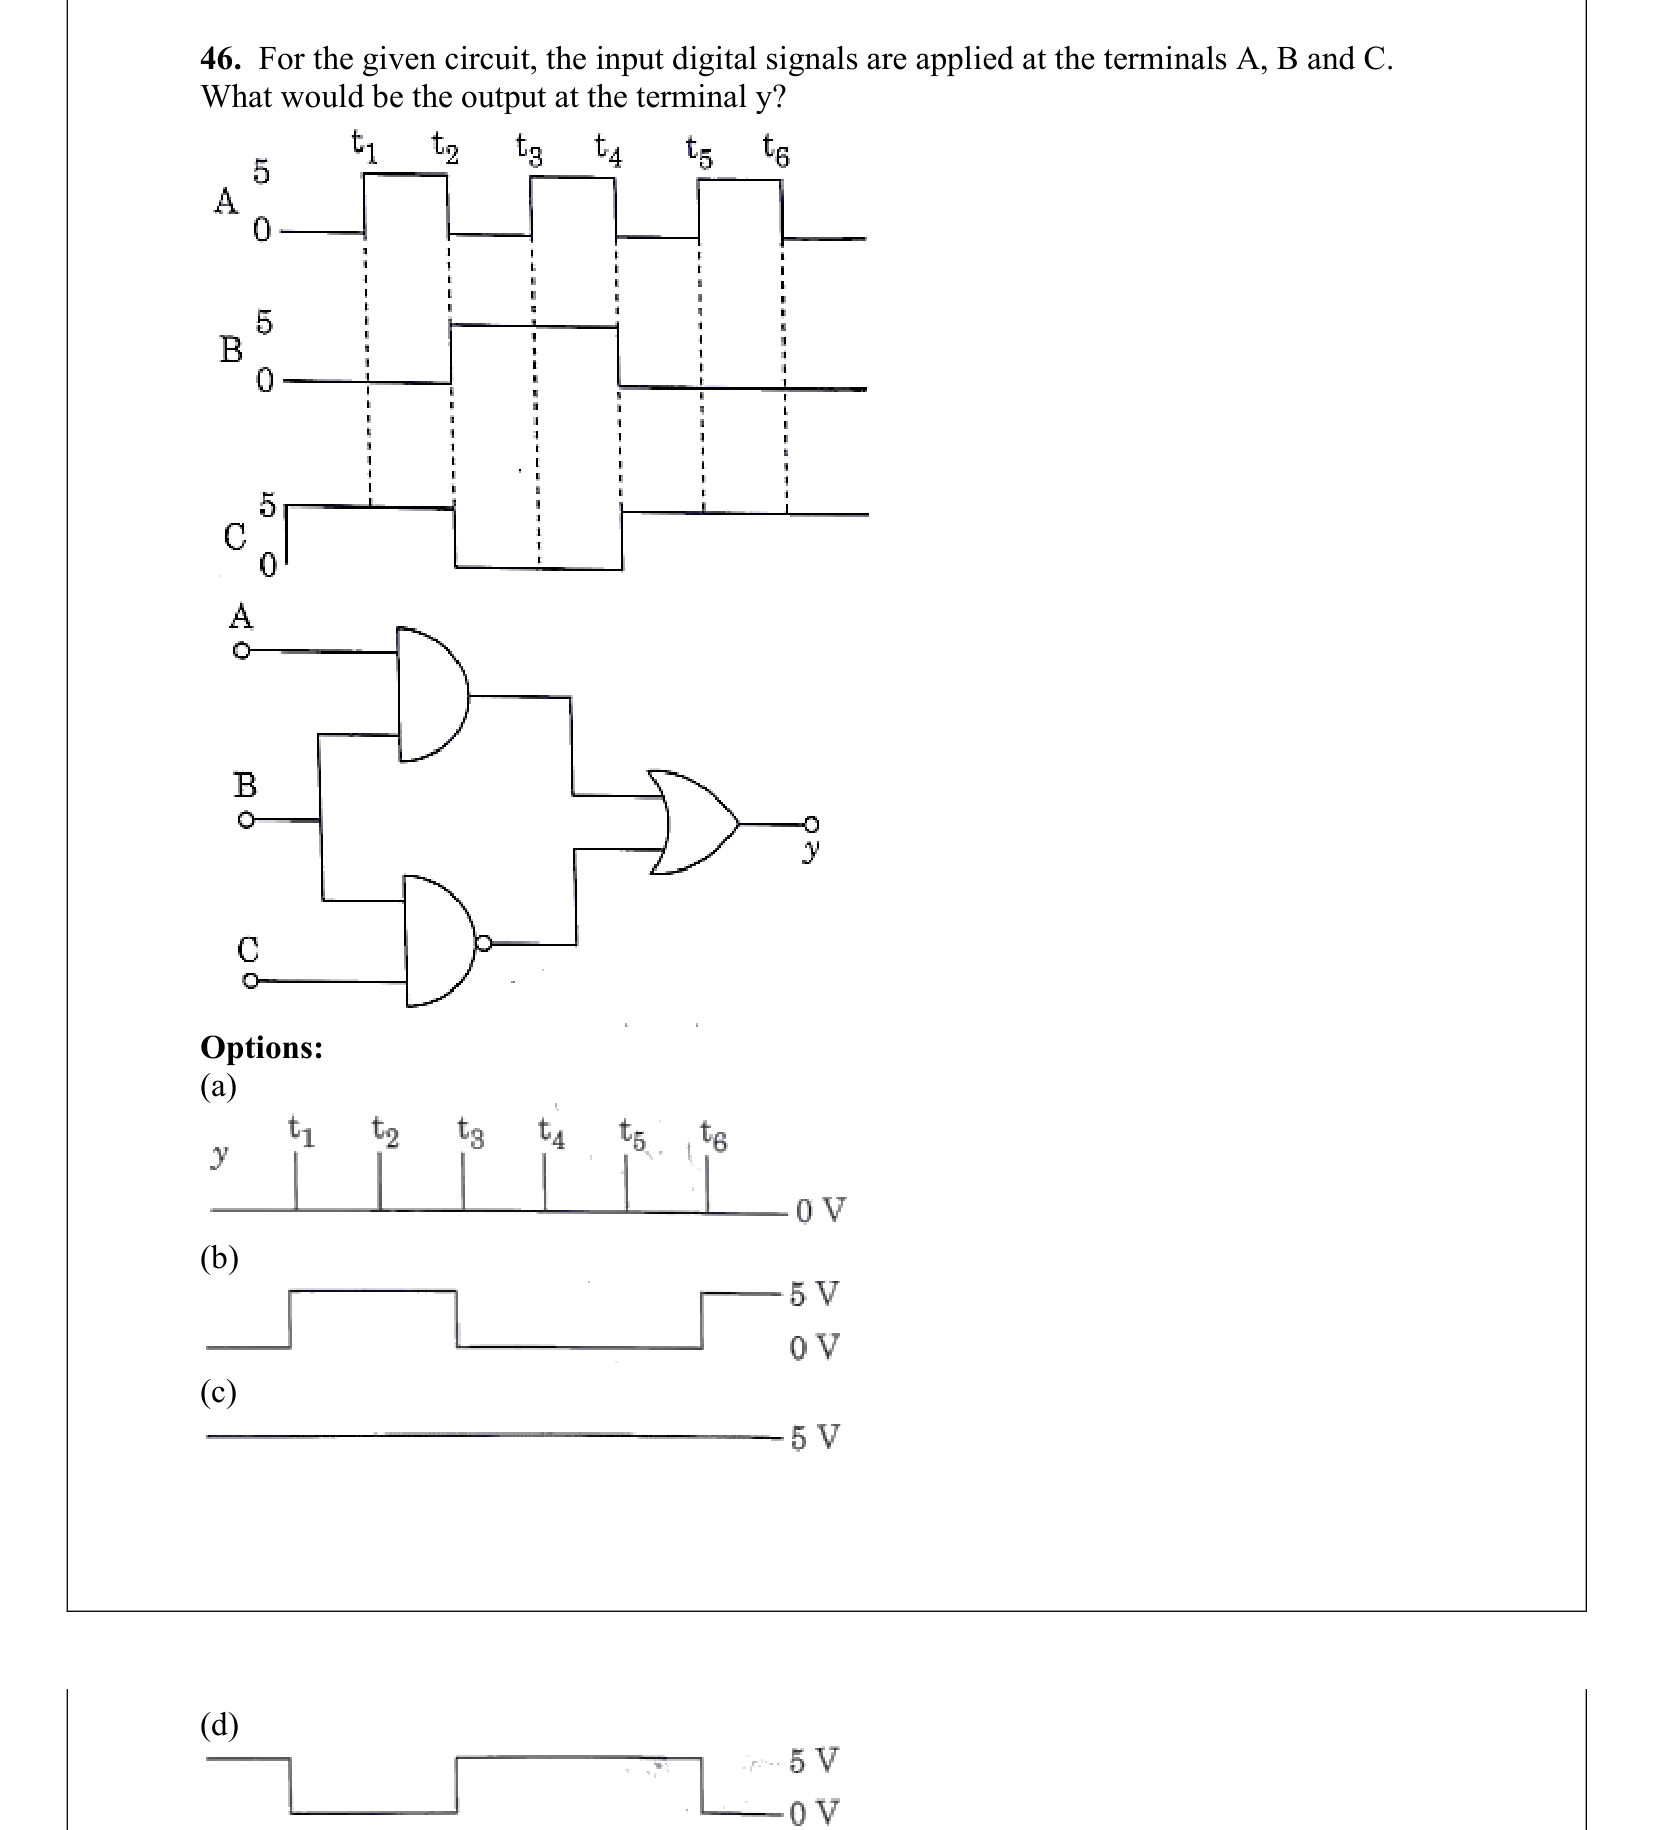 46. For the given circuit, the input digital signals are applied at the terminals A, B and C.
What would be the output at the terminal y?
t1 t2 t3 t4 t5 t6
5
A
0
5
B
0
5
C
0
A
B
y
C
Options:
(a)
t1 t2 t3 t4 t5 t6
y
0 V
(b)
5 V
0 V
(c)
5 V
(d)
5 V
0 V